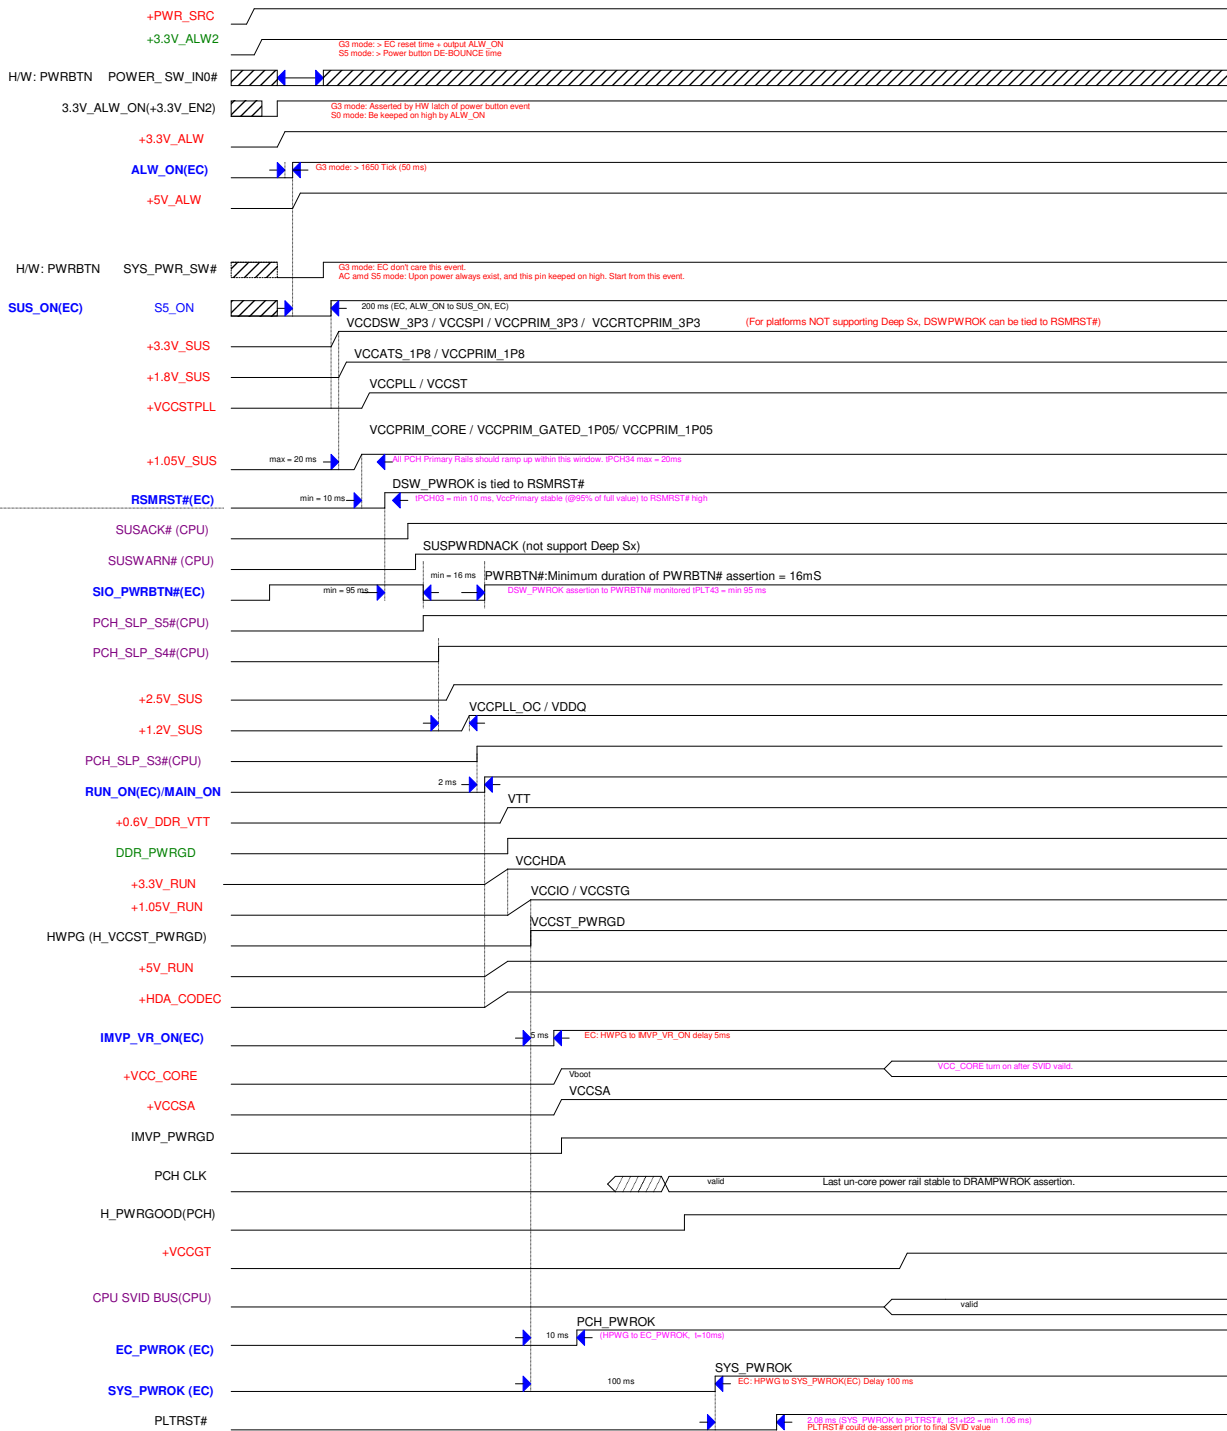 +PWR_SRC
+3.3V_ALW2
G3 mode: > EC reset time + output ALW_ON
S5 mode: > Power button DE-BOUNCE time
H/W: PWRBTN POWER_ SW_IN0#
3.3V_ALW_ON(+3.3V_EN2)
G3 mode: Asserted by HW latch of power button event
S0 mode: Be keeped on high by ALW_ON
+3.3V_ALW
ALW_ON(EC)
G3 mode: > 1650 Tick (50 ms)
+5V_ALW
H/W: PWRBTN SYS_PWR_SW#
G3 mode: EC don't care this event.
AC amd S5 mode: Upon power always exist, and this pin keeped on high. Start from this event.
SUS_ON(EC) S5_ON
200 ms (EC, ALW_ON to SUS_ON, EC)
VCCDSW_3P3 / VCCSPI / VCCPRIM_3P3 / VCCRTCPRIM_3P3
(For platforms NOT supporting Deep Sx, DSWPWROK can be tied to RSMRST#)
+3.3V_SUS
VCCATS_1P8 / VCCPRIM_1P8
+1.8V_SUS
VCCPLL / VCCST
+VCCSTPLL
VCCPRIM_CORE / VCCPRIM_GATED_1P05/ VCCPRIM_1P05
+1.05V_SUS
max = 20 ms
All PCH Primary Rails should ramp up within this window. tPCH34 max = 20ms
DSW_PWROK is tied to RSMRST#
RSMRST#(EC)
min = 10 ms
tPCH03 = min 10 ms, VccPrimary stable (@95% of full value) to RSMRST# high
SUSACK# (CPU)
SUSPWRDNACK (not support Deep Sx)
SUSWARN# (CPU)
min = 16 ms
PWRBTN#:Minimum duration of PWRBTN# assertion = 16mS
SIO_PWRBTN#(EC)
min = 95 ms
DSW_PWROK assertion to PWRBTN# monitored tPLT43 = min 95 ms
PCH_SLP_S5#(CPU)
PCH_SLP_S4#(CPU)
+2.5V_SUS
VCCPLL_OC / VDDQ
+1.2V_SUS
PCH_SLP_S3#(CPU)
2 ms
RUN_ON(EC)/MAIN_ON
VTT
+0.6V_DDR_VTT
DDR_PWRGD
VCCHDA
+3.3V_RUN
VCCIO / VCCSTG
+1.05V_RUN
VCCST_PWRGD
HWPG (H_VCCST_PWRGD)
+5V_RUN
+HDA_CODEC
IMVP_VR_ON(EC)
5 ms
EC: HWPG to IMVP_VR_ON delay 5ms
+VCC_CORE
Vboot
VCC_CORE turn on after SVID vaild.
VCCSA
+VCCSA
IMVP_PWRGD
PCH CLK
valid
Last un-core power rail stable to DRAMPWROK assertion.
H_PWRGOOD(PCH)
+VCCGT
CPU SVID BUS(CPU)
valid
PCH_PWROK
10 ms
(HPWG to EC_PWROK, t=10ms)
EC_PWROK (EC)
SYS_PWROK
100 ms
EC: HPWG to SYS_PWROK(EC) Delay 100 ms
SYS_PWROK (EC)
PLTRST#
2.08 ms (SYS_PWROK to PLTRST#, t21+t22 = min 1.06 ms)
PLTRST# could de-assert prior to final SVID value